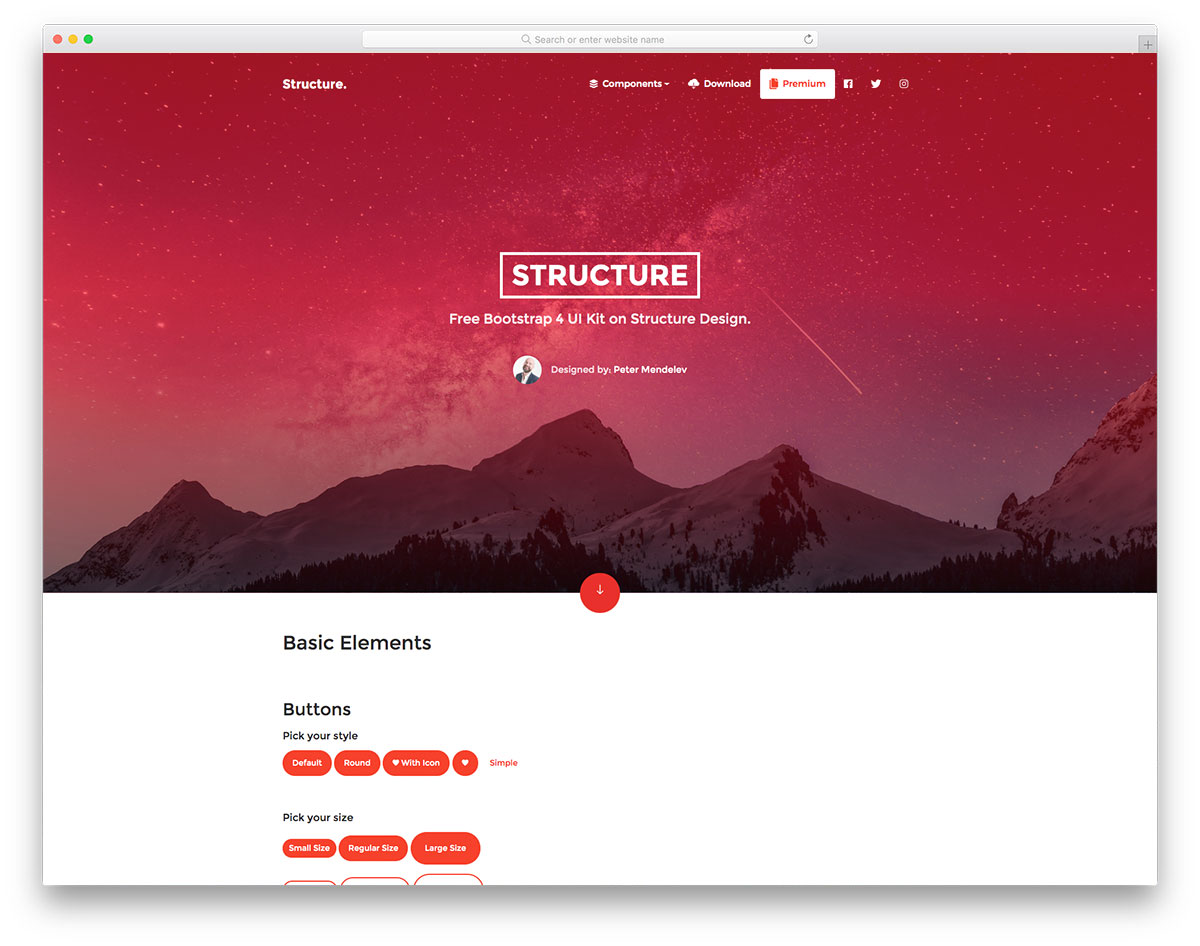 Search or enter website name
Structure. Components Download Premium
STRUCTURE
Free Bootstrap 4 UI Kit on Structure Design.
Designed by: Peter Mendelev
Basic Elements
Buttons
Pick your style
Default Round With Icon Simple
Pick your size
Small Size Regular Size Large Size